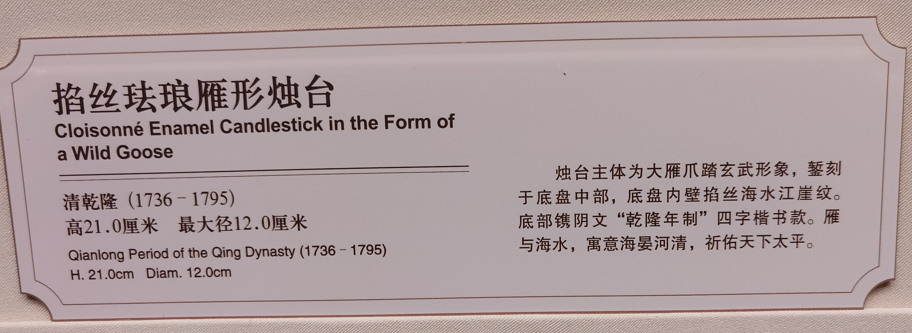 掐丝珐琅雁形烛台
Cloisonné Enamel Candlestick in the Form of
a Wild Goose
清乾隆（1736－1795）
高21.0厘米　最大径12.0厘米
Qianlong Period of the Qing Dynasty (1736－1795)
H. 21.0cm   Diam. 12.0cm
烛台主体为大雁爪踏玄武形象，錾刻
于底盘中部，底盘内壁掐丝海水江崖纹。
底部镌阴文“乾隆年制”四字楷书款。雁
与海水，寓意海晏河清，祈佑天下太平。